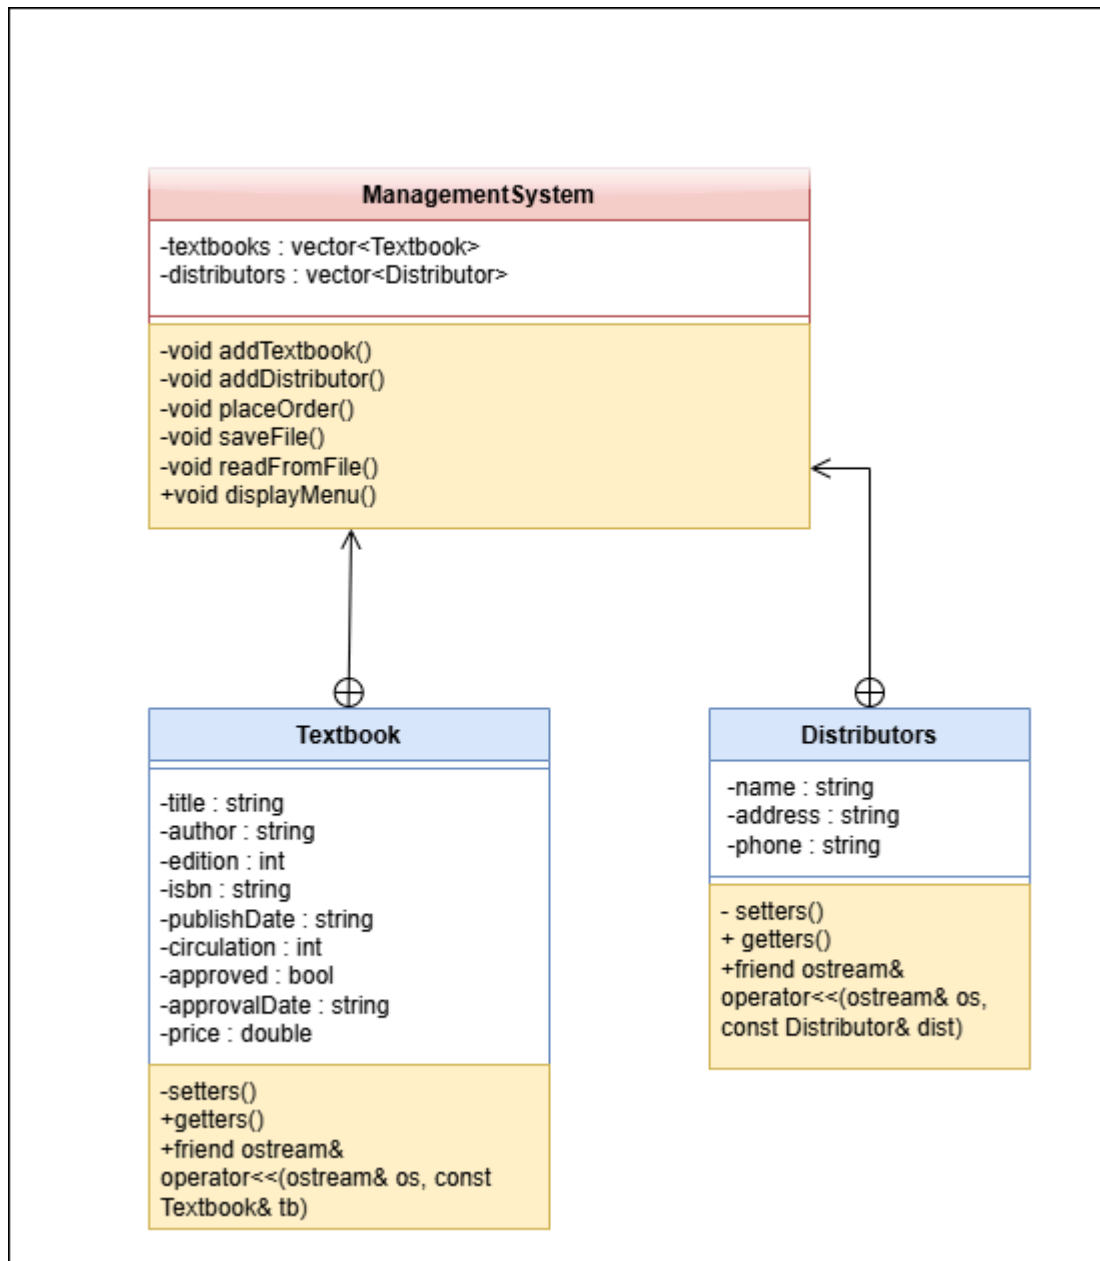 ManagementSystem
-textbooks : vector<Textbook>
-distributors : vector<Distributor>
-void addTextbook()
-void addDistributor()
-void placeOrder()
-void saveFile()
-void readFromFile()
+void displayMenu()
Textbook
-title : string
-author : string
-edition : int
-isbn : string
-publishDate : string
-circulation : int
-approved : bool
-approvalDate : string
-price : double
-setters()
+getters()
+friend ostream&
operator<<(ostream& os, const
Textbook& tb)
Distributors
-name : string
-address : string
-phone : string
- setters()
+ getters()
+friend ostream&
operator<<(ostream& os,
const Distributor& dist)